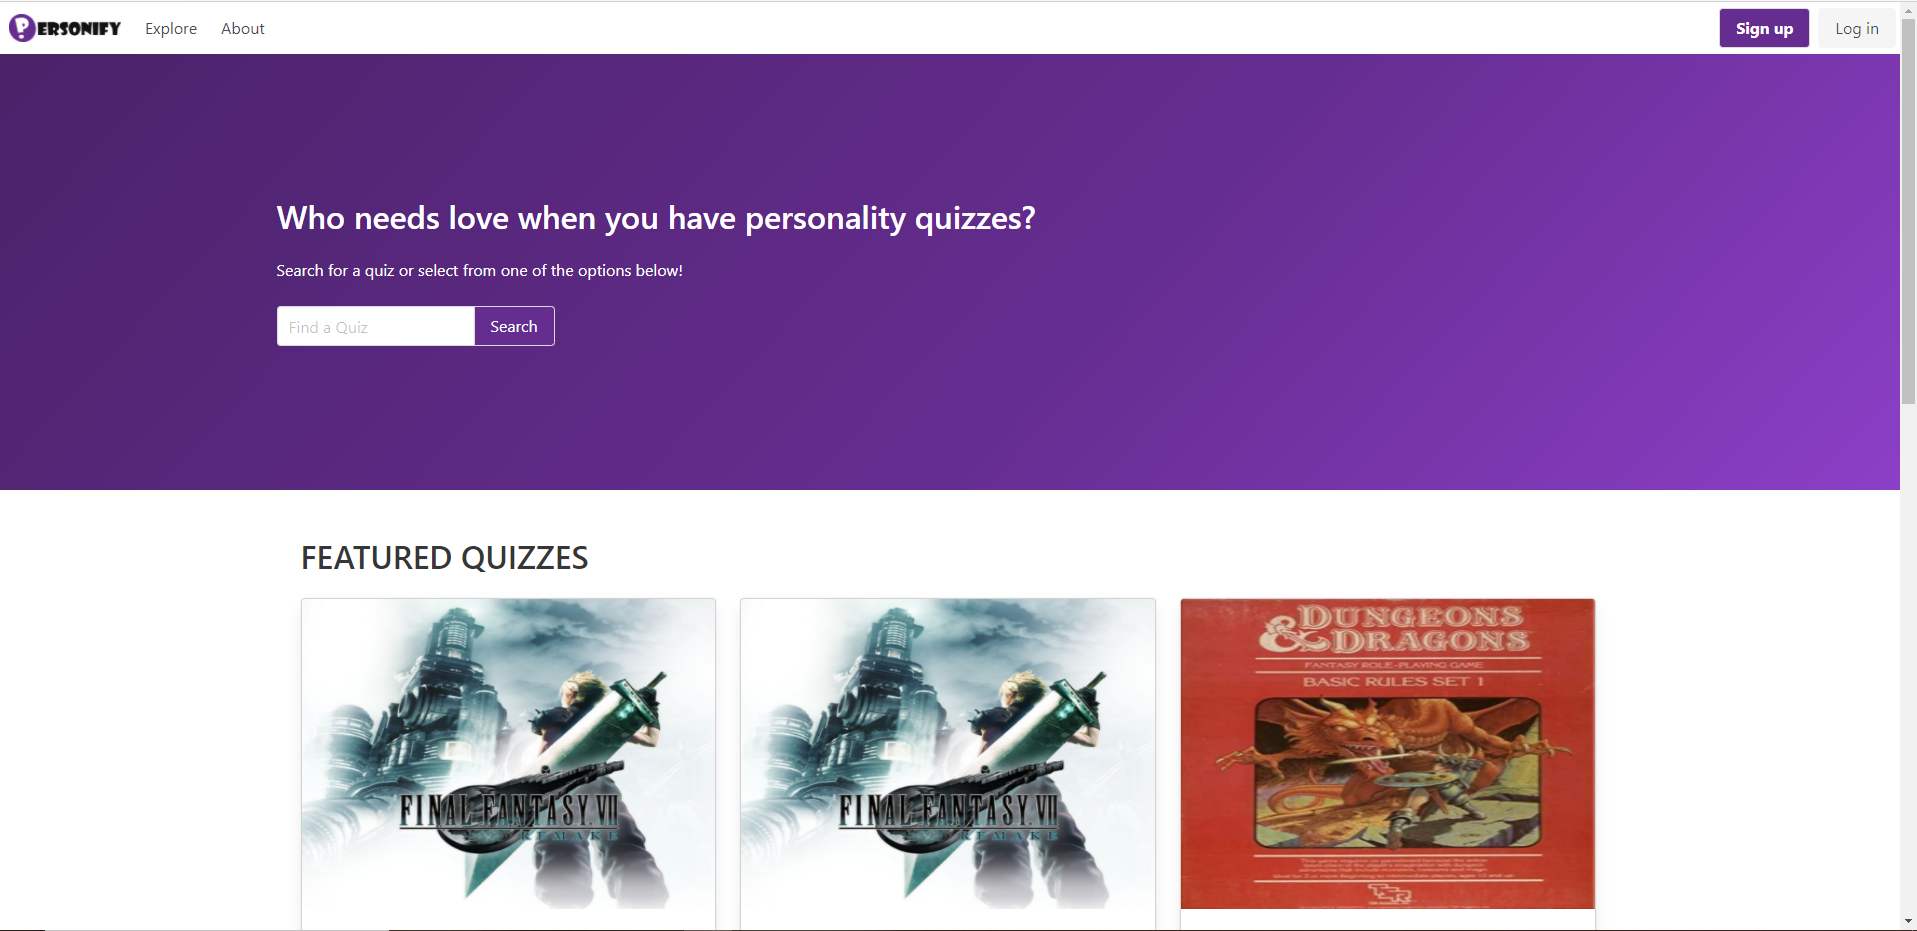 PERSONIFY
Explore
About
Sign up
Log in
Who needs love when you have personality quizzes?
Search for a quiz or select from one of the options below!
Find a Quiz
Search
FEATURED QUIZZES
FINAL FANTASY VII
REMAKE
FINAL FANTASY VII
REMAKE
DUNGEONS
& DRAGONS
FANTASY ROLE-PLAYING GAME
BASIC RULES SET 1
TSR